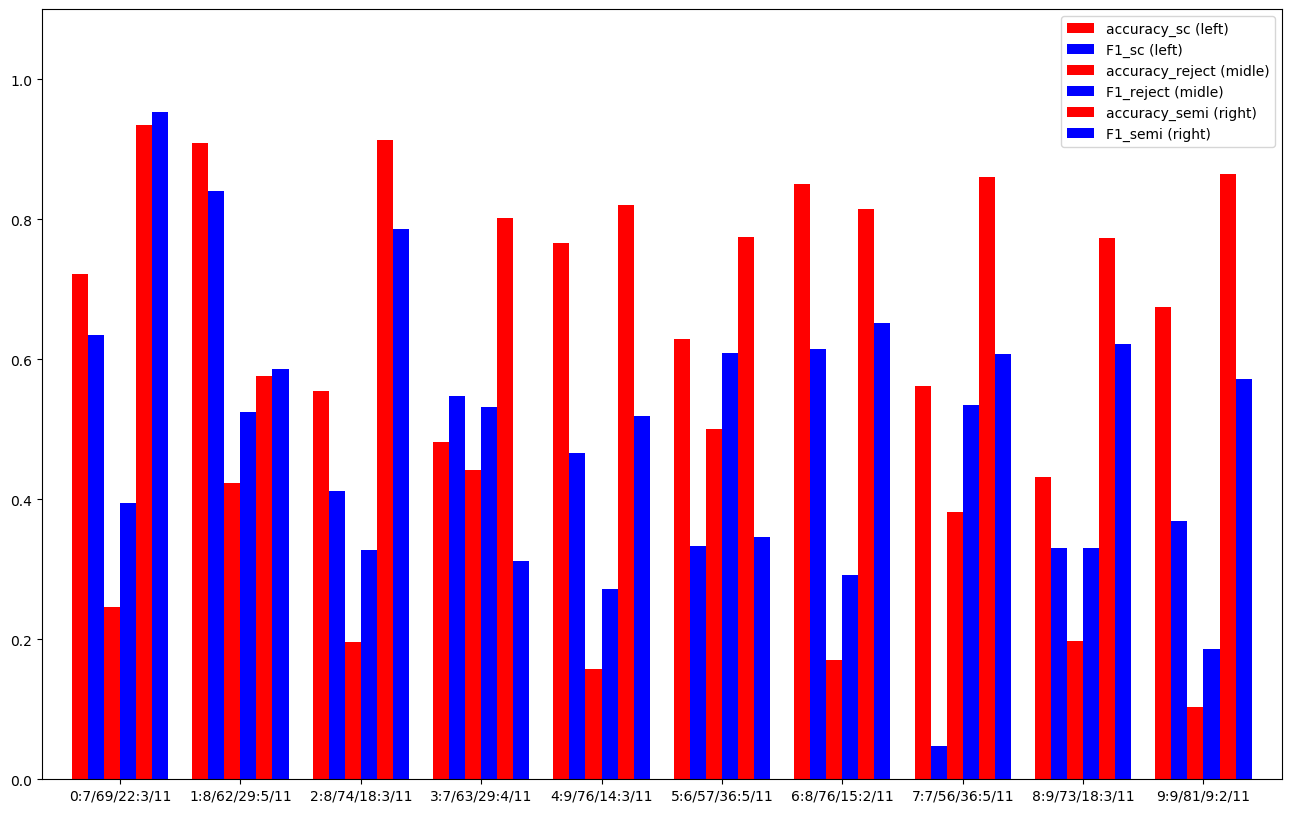 accuracy_sc (left)
F1_sc (left)
accuracy_reject (midle)
F1_reject (midle)
accuracy_semi (right)
F1_semi (right)
1.0
0.8
0.6
0.4
0.2
0.0
0:7/69/22:3/11 1:8/62/29:5/11 2:8/74/18:3/11 3:7/63/29:4/11 4:9/76/14:3/11 5:6/57/36:5/11 6:8/76/15:2/11 7:7/56/36:5/11 8:9/73/18:3/11 9:9/81/9:2/11